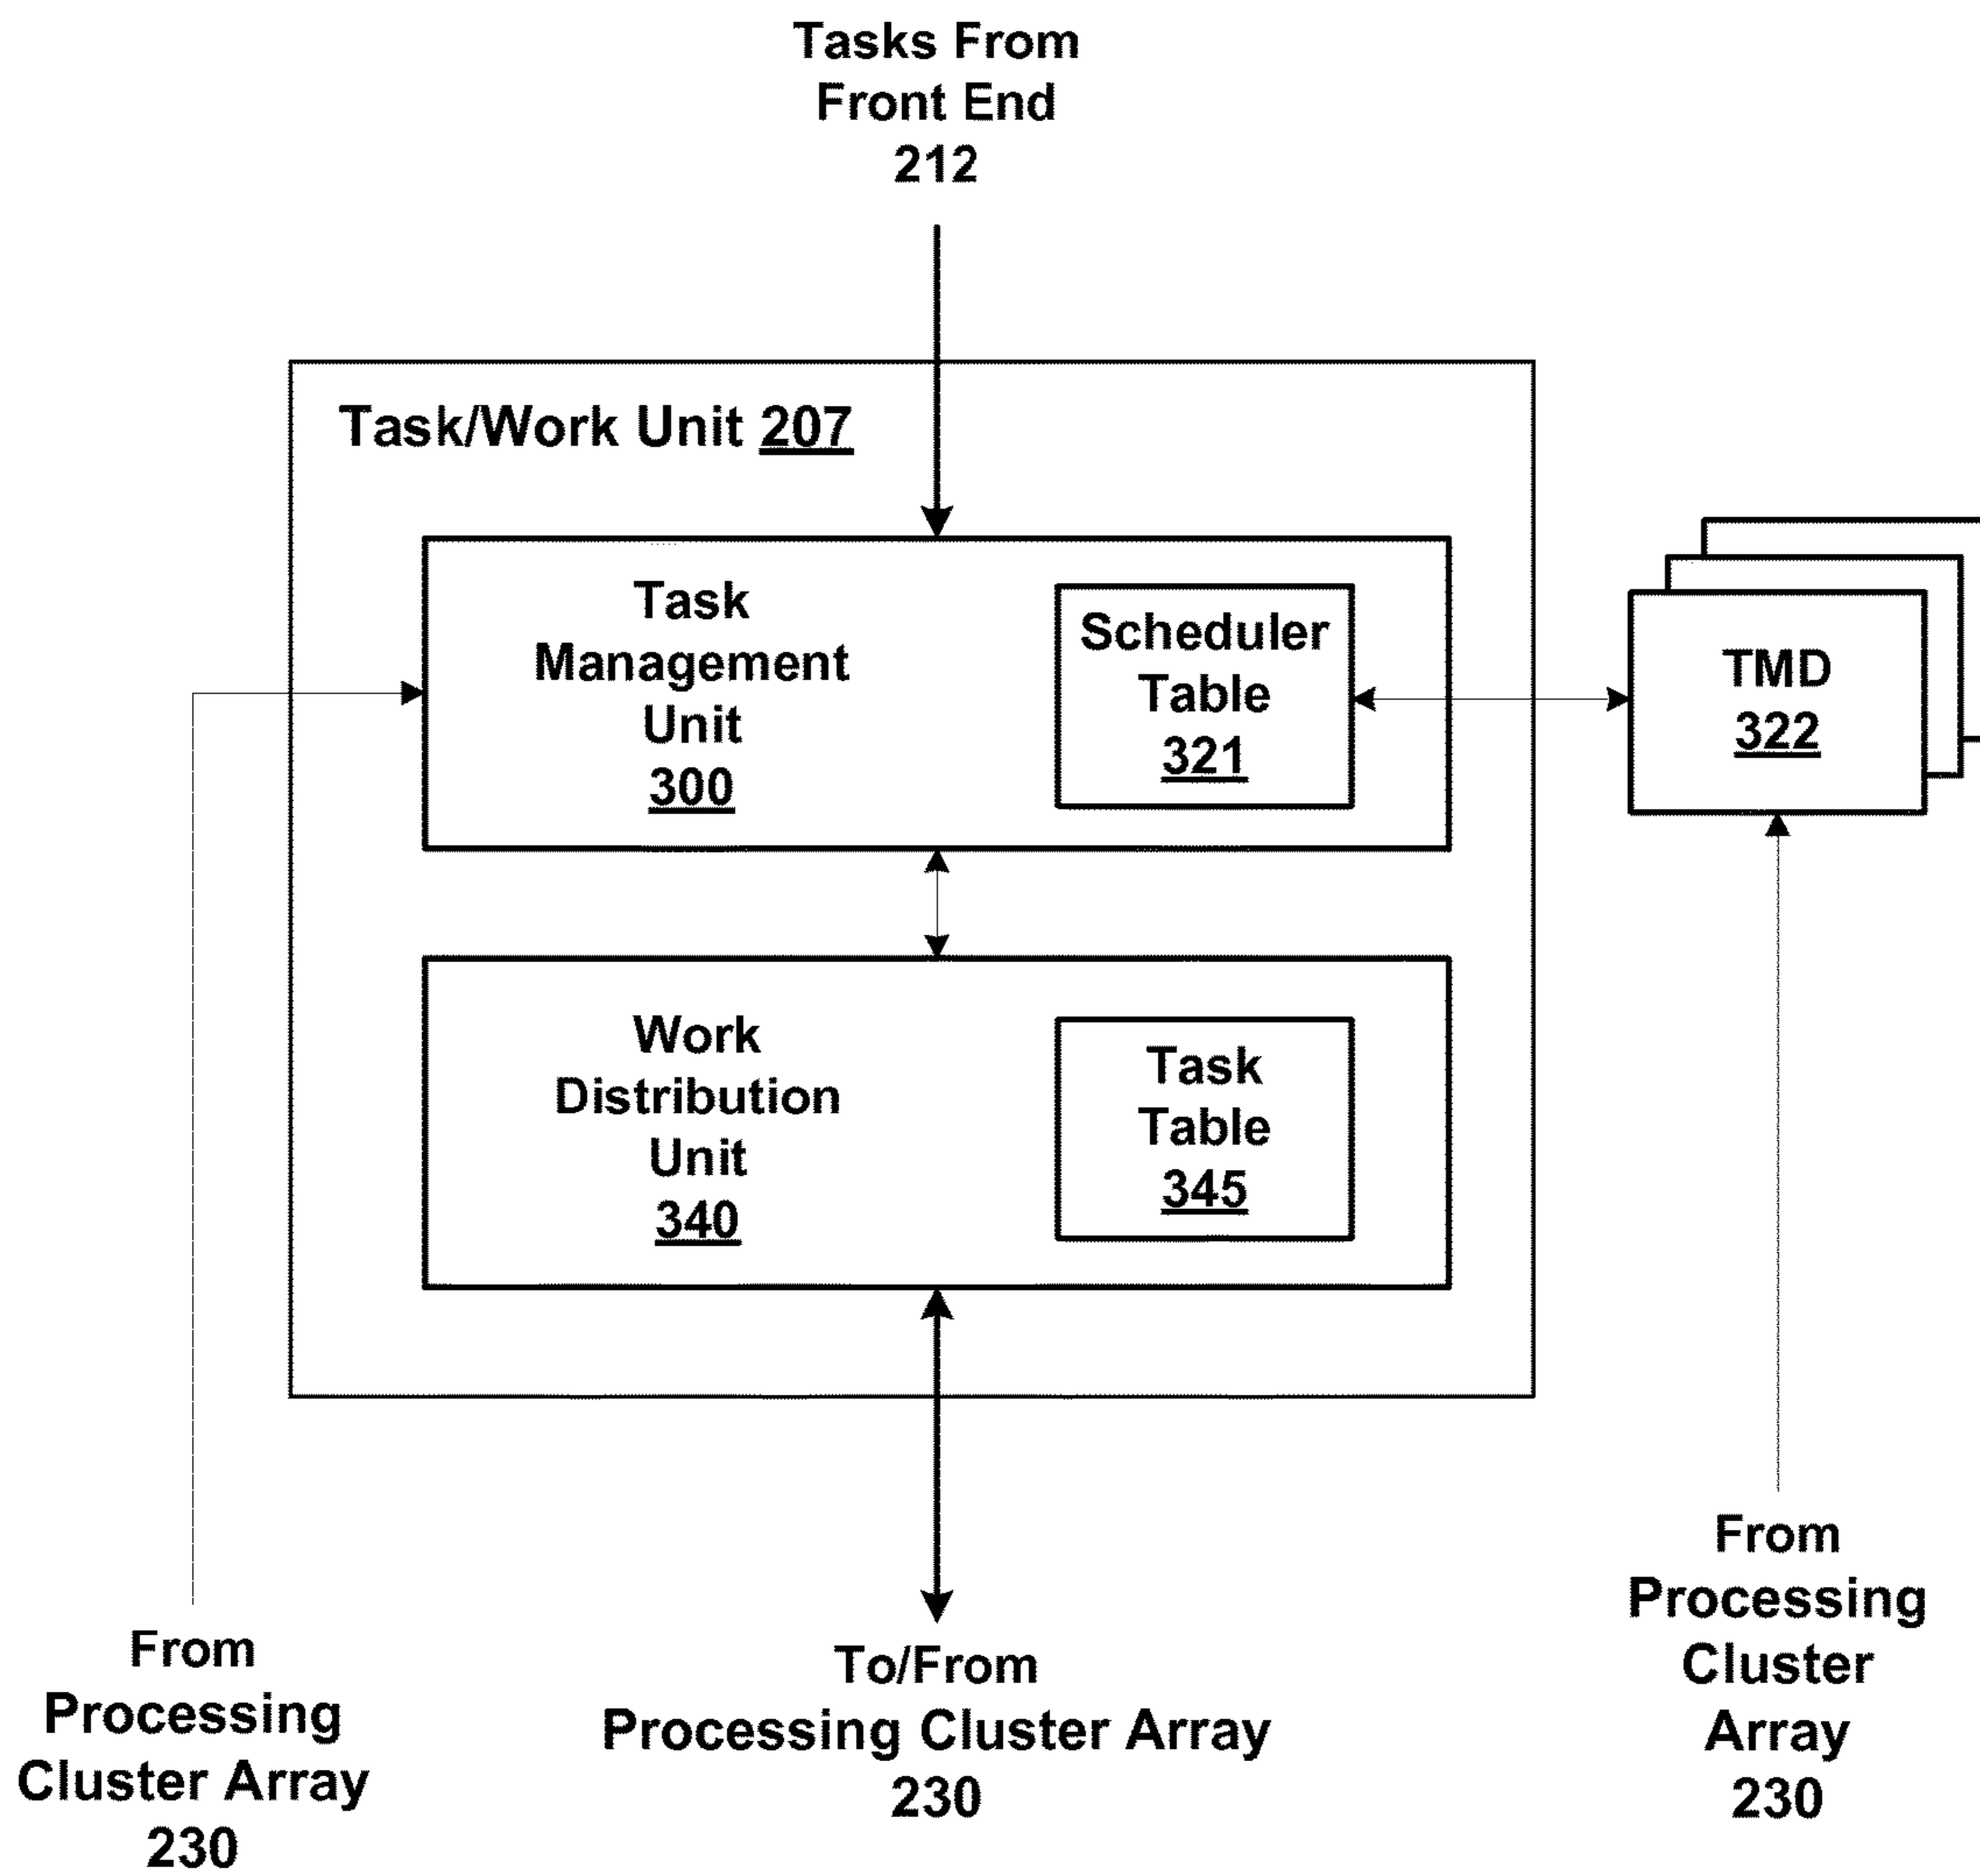 Tasks From
Front End
212
Task/Work Unit 207
Task
Management
Unit
300
Scheduler
Table
321
TMD
322
Work
Distribution
Unit
340
Task
Table
345
From
Processing
Cluster Array
230
To/From
Processing Cluster Array
230
From
Processing
Cluster
Array
230